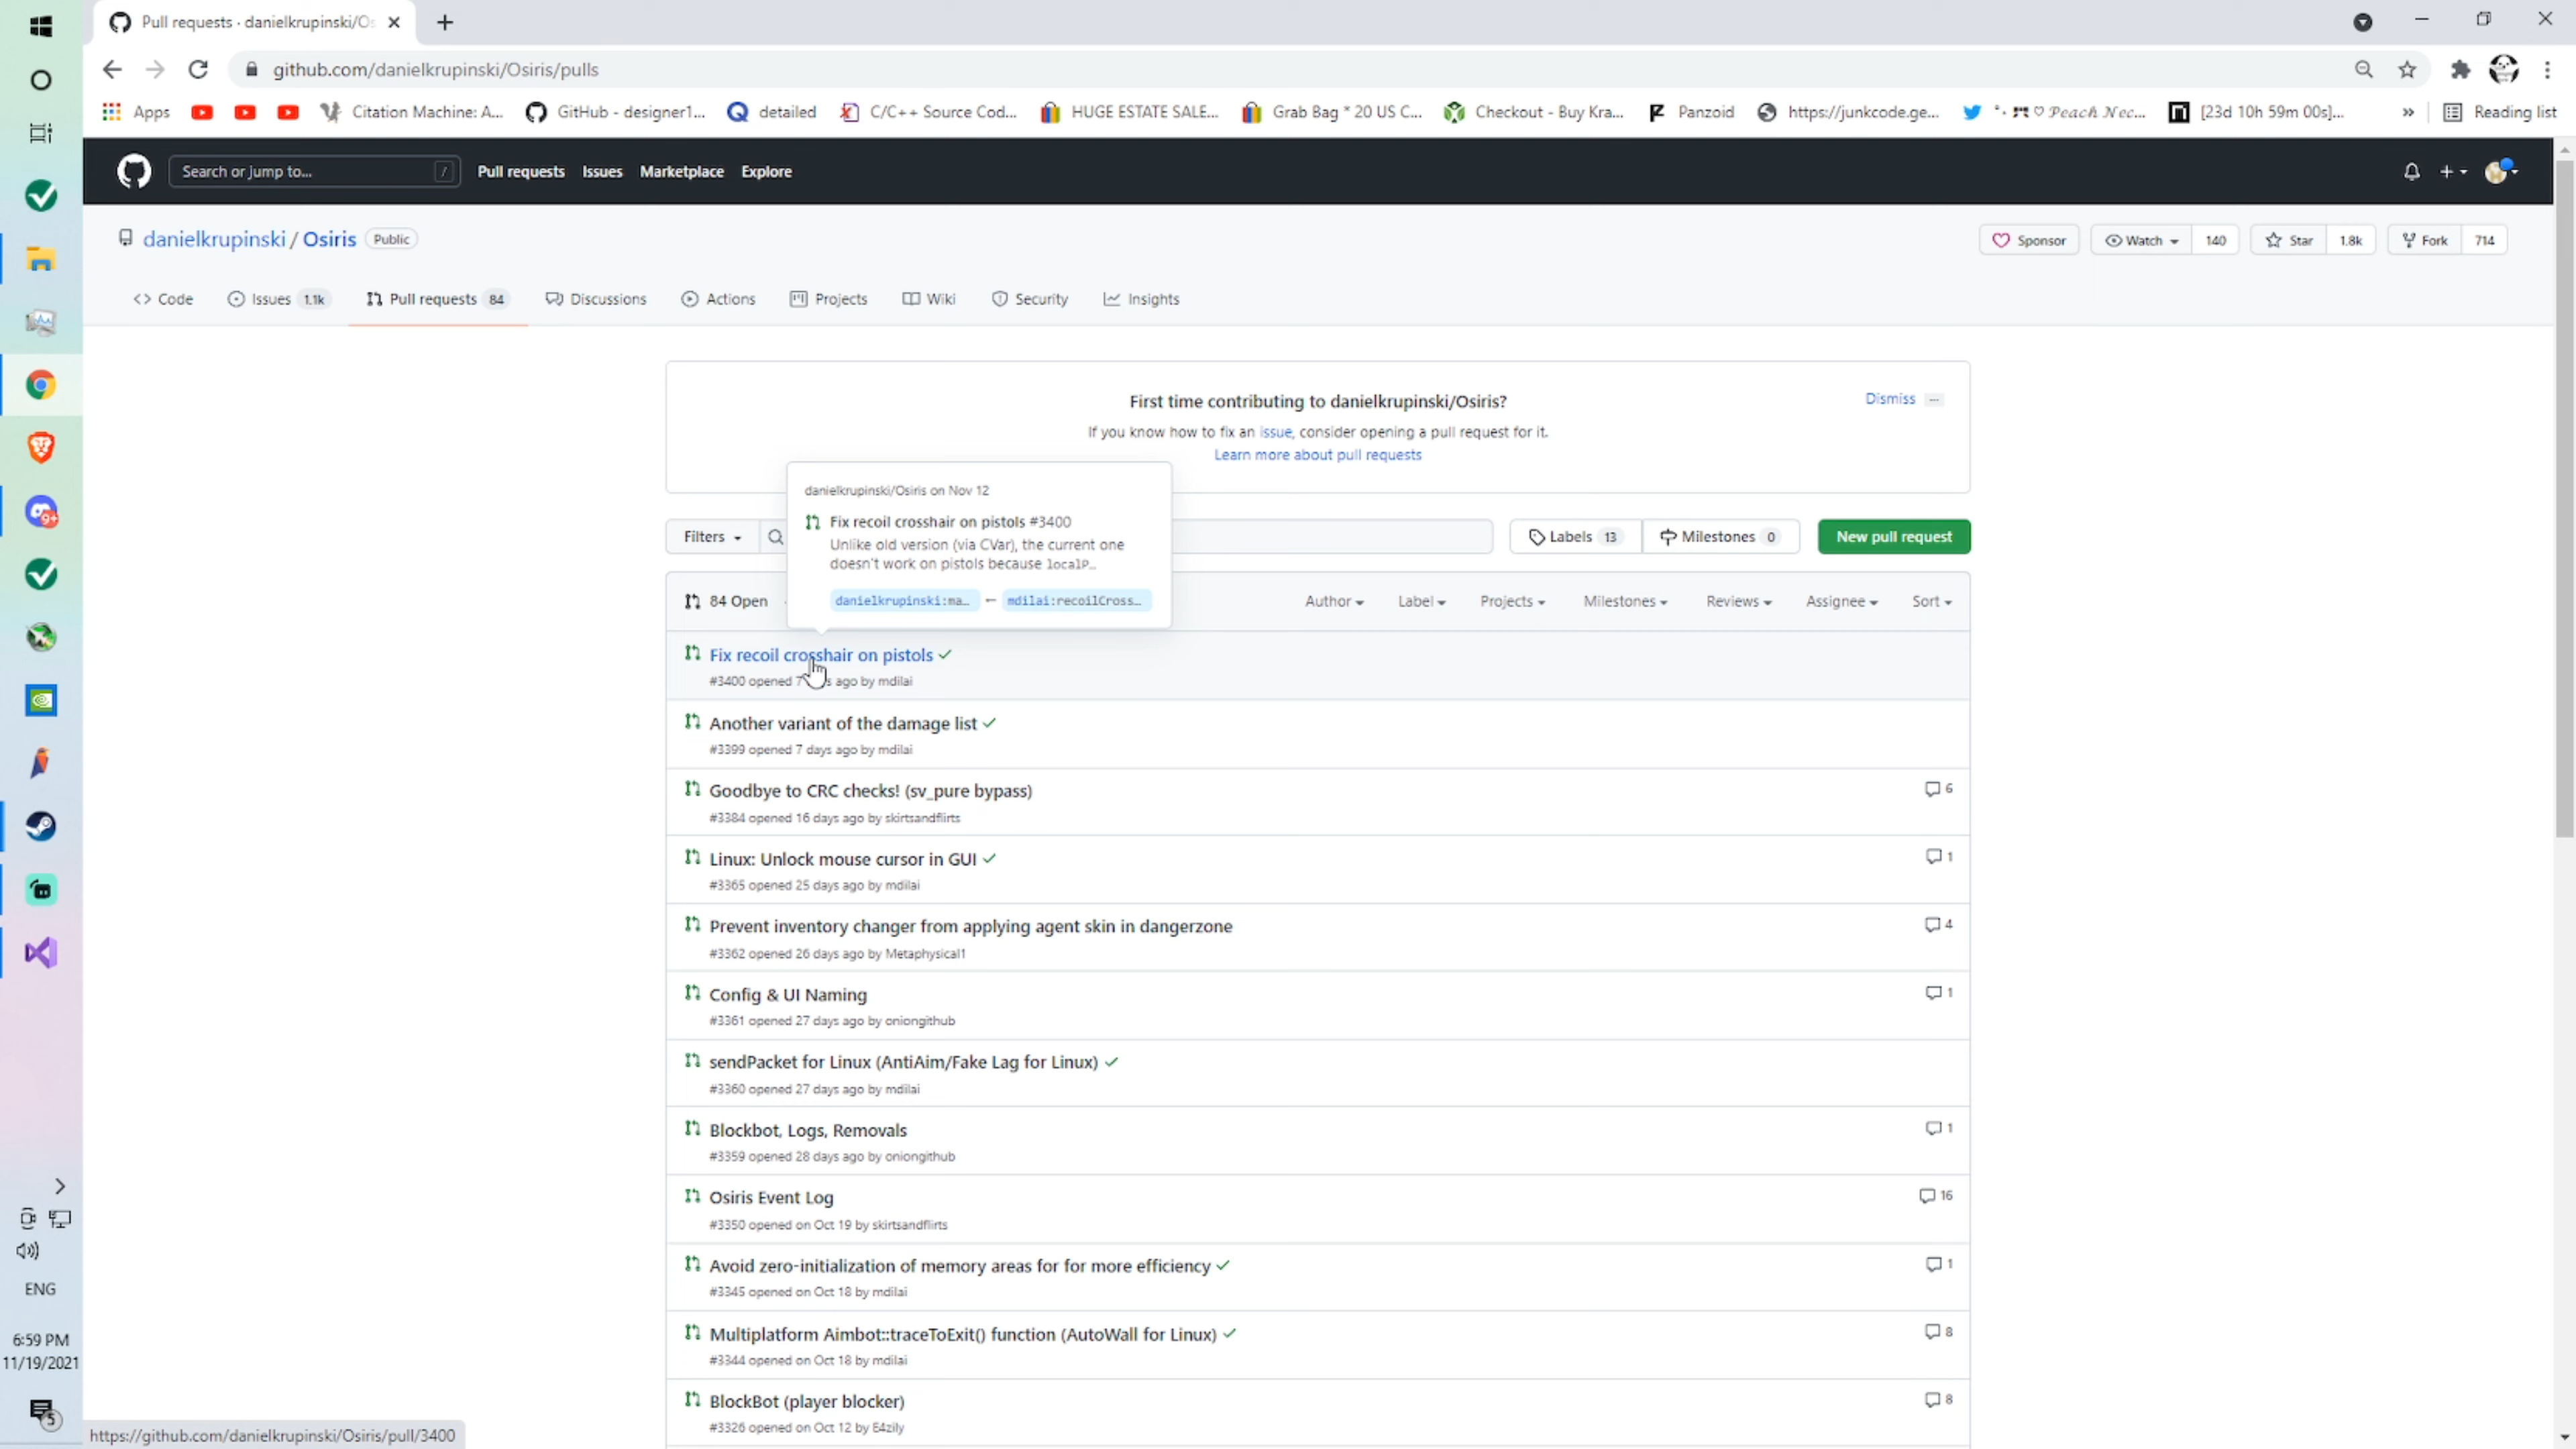 Pull requests · danielkrupinski/Os
github.com/danielkrupinski/Osiris/pulls
Apps
Citation Machine: A...
GitHub - designer1...
detailed
C/C++ Source Cod...
HUGE ESTATE SALE...
Grab Bag * 20 US C...
Checkout - Buy Kra...
Panzoid
https://junkcode.ge...
Peach Nec...
[23d 10h 59m 00s]...
»
Reading list
Search or jump to...
/
Pull requests
Issues
Marketplace
Explore
danielkrupinski / Osiris Public
Sponsor
Watch 140
Star 1.8k
Fork 714
<> Code
Issues 1.1k
Pull requests 84
Discussions
Actions
Projects
Wiki
Security
Insights
First time contributing to danielkrupinski/Osiris?
Dismiss
If you know how to fix an issue, consider opening a pull request for it.
Learn more about pull requests
danielkrupinski/Osiris on Nov 12
Fix recoil crosshair on pistols #3400
Unlike old version (via CVar), the current one
doesn't work on pistols because localP...
danielkrupinski:ma... ← mdilai:recoilCross...
Filters
Labels 13
Milestones 0
New pull request
84 Open
Author
Label
Projects
Milestones
Reviews
Assignee
Sort
Fix recoil crosshair on pistols
#3400 opened 7 ago by mdilai
Another variant of the damage list
#3399 opened 7 days ago by mdilai
Goodbye to CRC checks! (sv_pure bypass)
6
#3384 opened 16 days ago by skirtsandflirts
Linux: Unlock mouse cursor in GUI
1
#3365 opened 25 days ago by mdilai
Prevent inventory changer from applying agent skin in dangerzone
4
#3362 opened 26 days ago by Metaphysical1
Config & UI Naming
1
#3361 opened 27 days ago by oniongithub
sendPacket for Linux (AntiAim/Fake Lag for Linux)
#3360 opened 27 days ago by mdilai
Blockbot, Logs, Removals
1
#3359 opened 28 days ago by oniongithub
Osiris Event Log
16
#3350 opened on Oct 19 by skirtsandflirts
Avoid zero-initialization of memory areas for for more efficiency
1
#3345 opened on Oct 18 by mdilai
Multiplatform Aimbot::traceToExit() function (AutoWall for Linux)
8
#3344 opened on Oct 18 by mdilai
BlockBot (player blocker)
8
#3326 opened on Oct 12 by E4zily
https://github.com/danielkrupinski/Osiris/pull/3400
9+
ENG
6:59 PM
11/19/2021
5